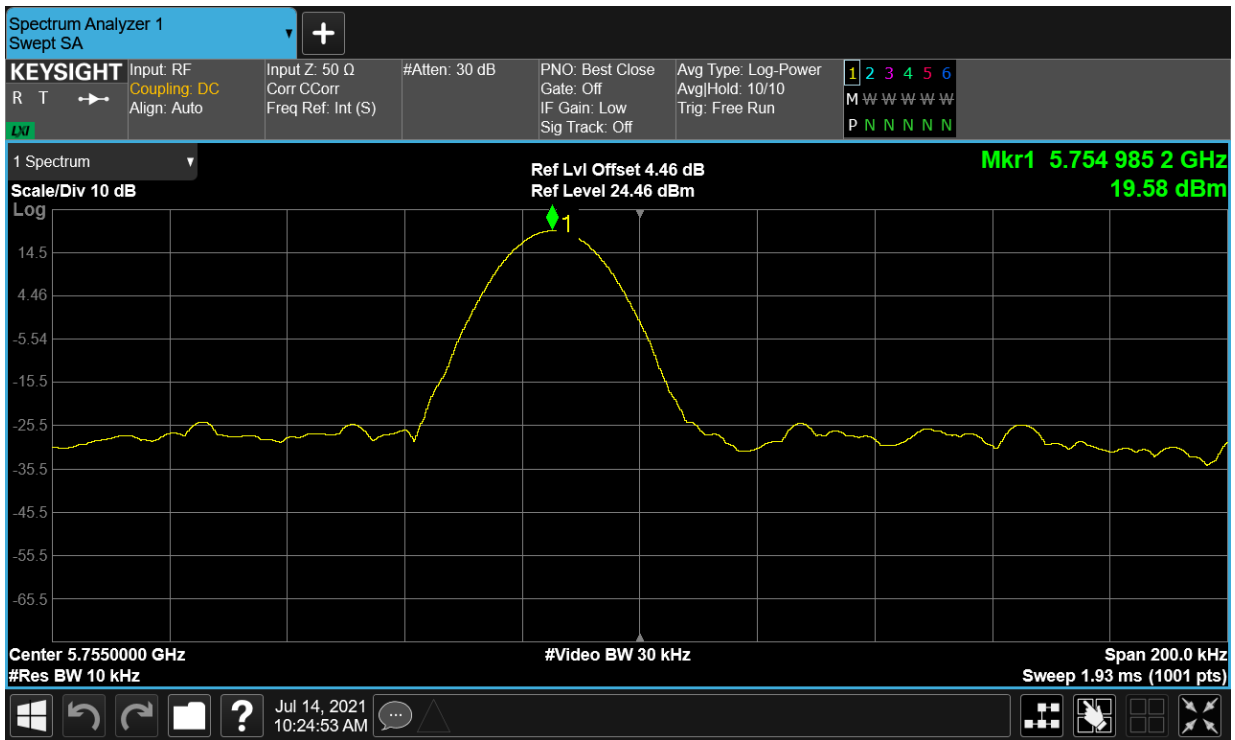 Spectrum Analyzer 1
Swept SA
KEYSIGHT
R T
LXI
Input: RF
Coupling: DC
Align: Auto
Input Z: 50 Ω
Corr CCorr
Freq Ref: Int (S)
#Atten: 30 dB
PNO: Best Close
Gate: Off
IF Gain: Low
Sig Track: Off
Avg Type: Log-Power
Avg|Hold: 10/10
Trig: Free Run
1 2 3 4 5 6
M W W W W W
P N N N N N
1 Spectrum
Scale/Div 10 dB
Log
Ref Lvl Offset 4.46 dB
Ref Level 24.46 dBm
Mkr1 5.754 985 2 GHz
19.58 dBm
1
14.5
4.46
-5.54
-15.5
-25.5
-35.5
-45.5
-55.5
-65.5
Center 5.7550000 GHz
#Video BW 30 kHz
Span 200.0 kHz
#Res BW 10 kHz
Sweep 1.93 ms (1001 pts)
?
Jul 14, 2021
10:24:53 AM